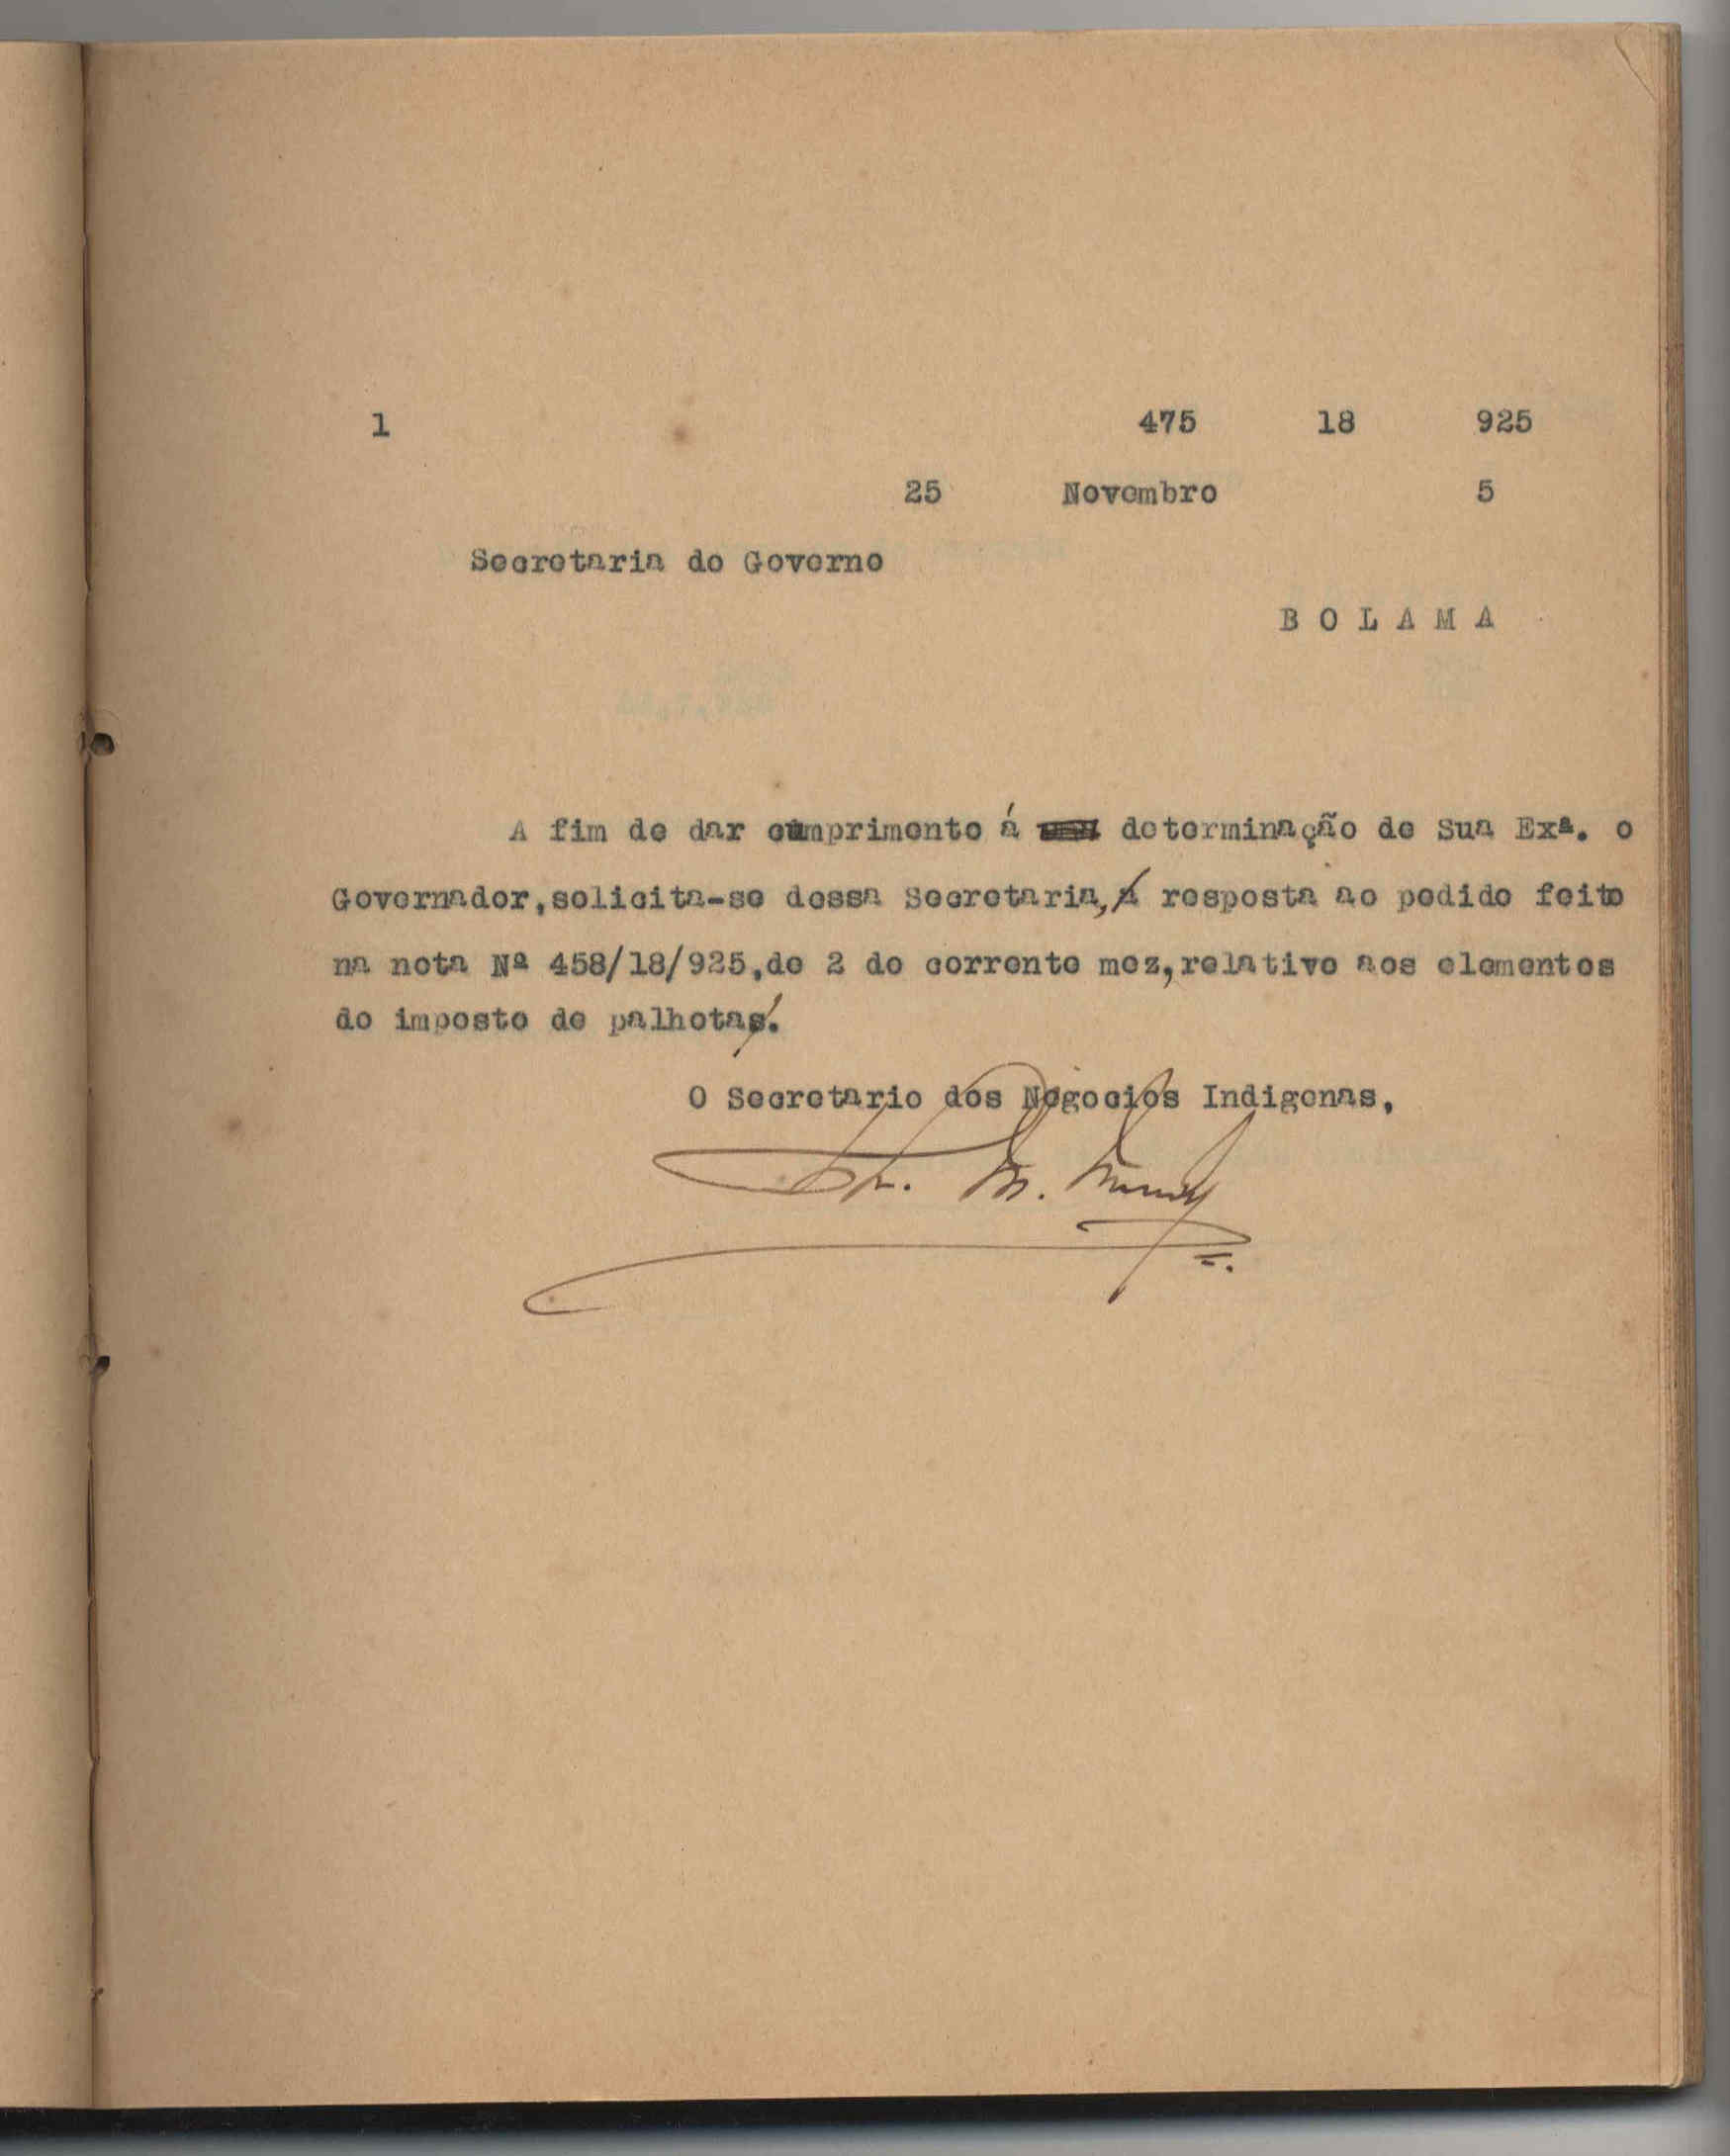 1 475 18 925
25 Novembro 5
Secretaria do Governo
B O L A M A
A fim de dar cumprimento á determinação de Sua Exª. o
Governador,solicita-se dessa Secretaria, resposta ao pedido feito
na nota Nº 458/18/925,de 2 do corrente mez,relativo aos elementos
do imposto de palhotas.
O Secretario dos Negocios Indigenas,